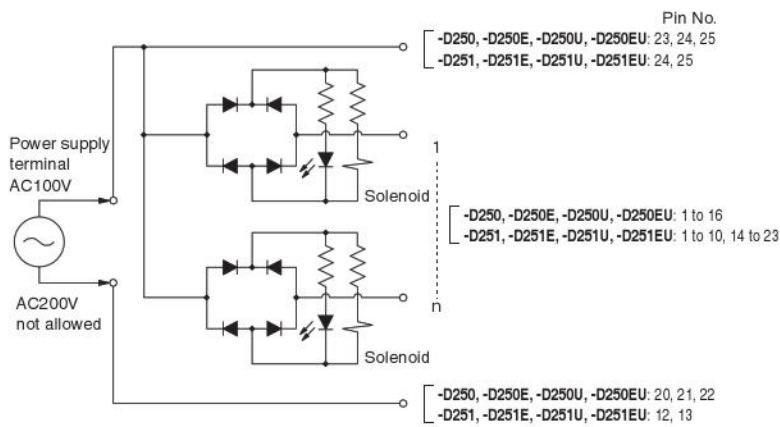 Pin No.
-D250, -D250E, -D250U, -D250EU: 23, 24, 25
-D251, -D251E, -D251U, -D251EU: 24, 25
Power supply
terminal
AC100V
1
Solenoid
-D250, -D250E, -D250U, -D250EU: 1 to 16
-D251, -D251E, -D251U, -D251EU: 1 to 10, 14 to 23
AC200V
not allowed
n
Solenoid
-D250, -D250E, -D250U, -D250EU: 20, 21, 22
-D251, -D251E, -D251U, -D251EU: 12, 13